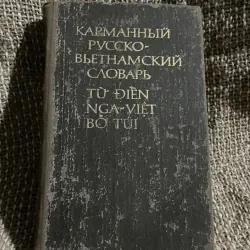 КАРМАННЫЙ
РУССКО-
ВЬЕТНАМСКИЙ
СЛОВАРЬ
TỪ ĐIỂN
NGA-VIỆT
BỎ TÚI